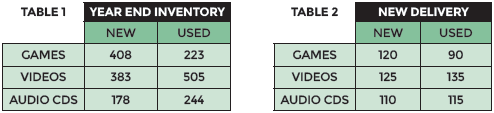 TABLE 1 YEAR END INVENTORY
NEW USED
GAMES 408 223
VIDEOS 383 505
AUDIO CDS 178 244
TABLE 2 NEW DELIVERY
NEW USED
GAMES 120 90
VIDEOS 125 135
AUDIO CDS 110 115